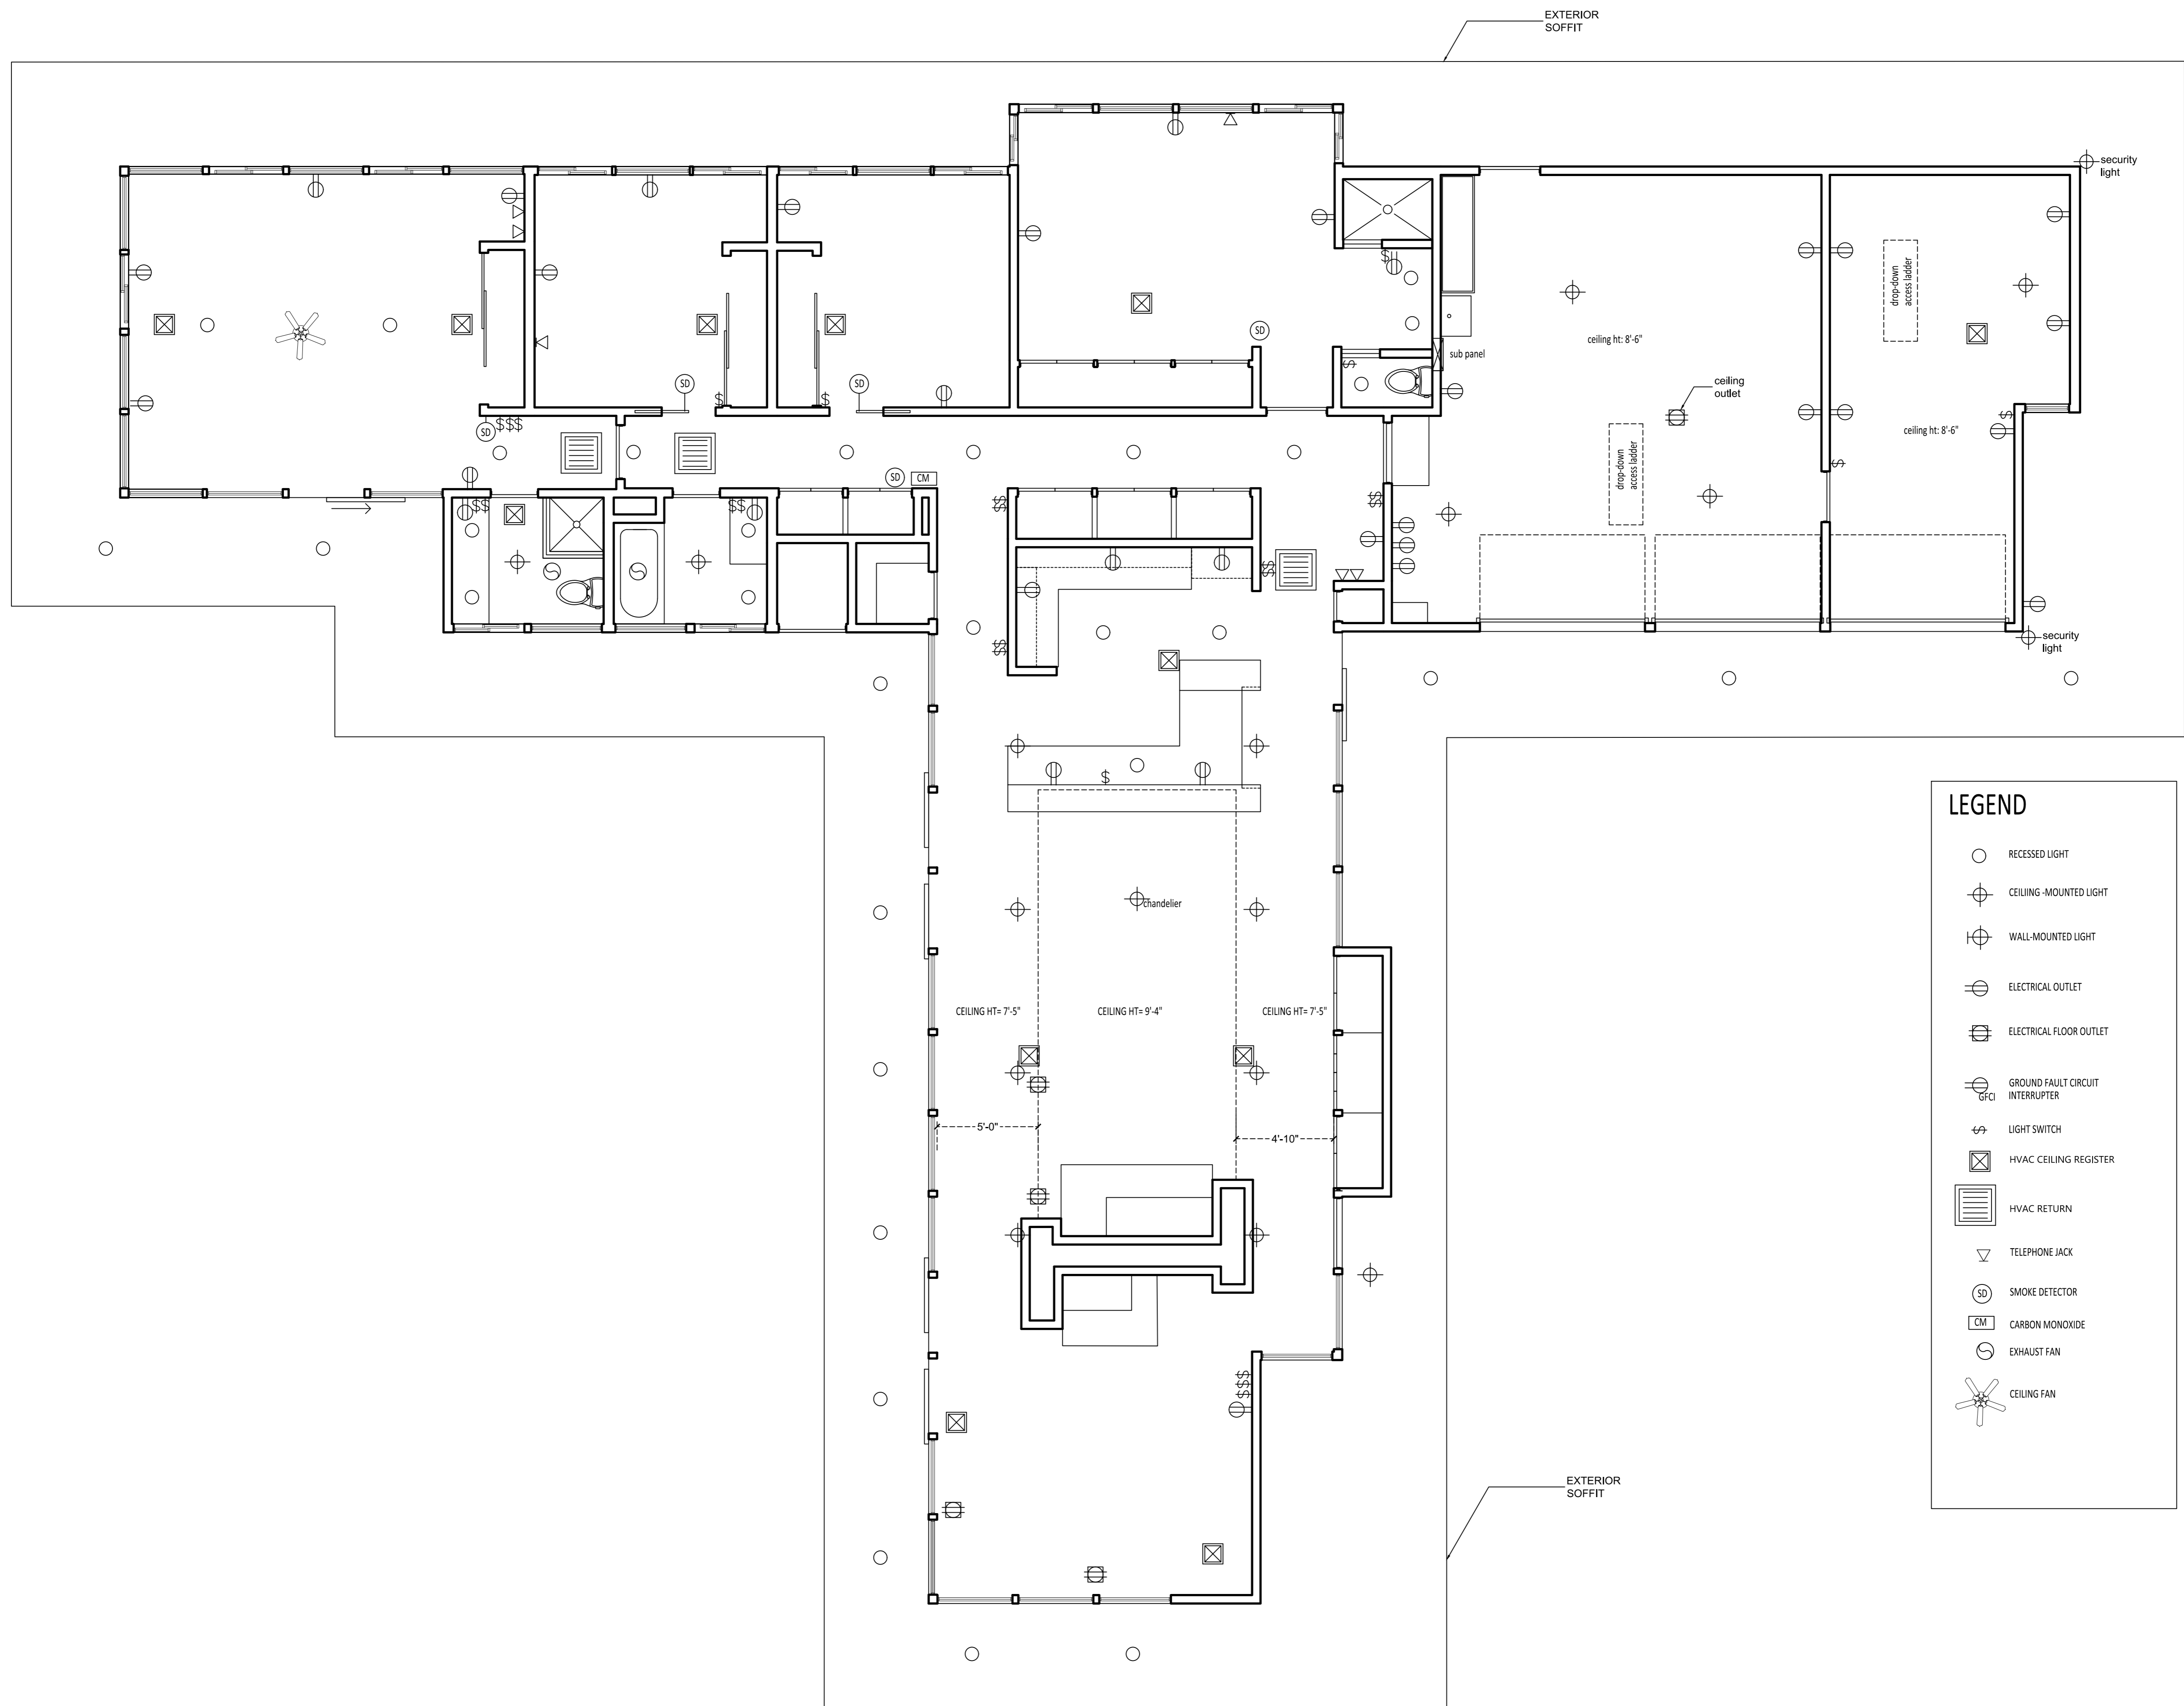 EXTERIOR
SOFFIT
security
light
SD
sub panel
ceiling ht: 8'-6"
ceiling
outlet
drop-down
access ladder
drop-down
access ladder
ceiling ht: 8'-6"
SD
SD
$
$
$
$
SD
$$$
SD
CM
$$
$$
security
light
$
chandelier
CEILING HT= 7'-5"
CEILING HT= 9'-4"
CEILING HT= 7'-5"
5'-0"
4'-10"
EXTERIOR
SOFFIT
LEGEND
RECESSED LIGHT
CEILIING -MOUNTED LIGHT
WALL-MOUNTED LIGHT
ELECTRICAL OUTLET
ELECTRICAL FLOOR OUTLET
GROUND FAULT CIRCUIT
INTERRUPTER
GFCI
LIGHT SWITCH
HVAC CEILING REGISTER
HVAC RETURN
TELEPHONE JACK
SD
SMOKE DETECTOR
CM
CARBON MONOXIDE
EXHAUST FAN
CEILING FAN